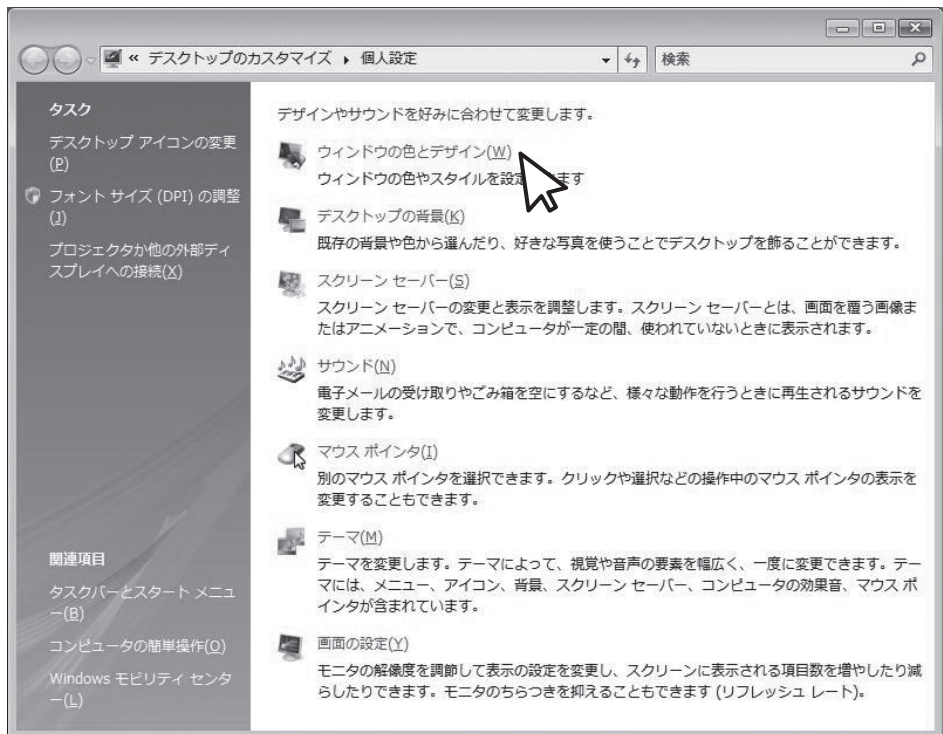 « デスクトップのカスタマイズ ▸ 個人設定
検索
タスク
デスクトップ アイコンの変更
(P)
フォント サイズ (DPI) の調整
(J)
プロジェクタか他の外部ディ
スプレイへの接続(X)
デザインやサウンドを好みに合わせて変更します。
ウィンドウの色とデザイン(W)
ウィンドウの色やスタイルを設定 ます
デスクトップの背景(K)
既存の背景や色から選んだり、好きな写真を使うことでデスクトップを飾ることができます。
スクリーン セーバー(S)
スクリーン セーバーの変更と表示を調整します。スクリーン セーバーとは、画面を覆う画像ま
たはアニメーションで、コンピュータが一定の間、使われていないときに表示されます。
サウンド(N)
電子メールの受け取りやごみ箱を空にするなど、様々な動作を行うときに再生されるサウンドを
変更します。
マウス ポインタ(I)
別のマウス ポインタを選択できます。クリックや選択などの操作中のマウス ポインタの表示を
変更することもできます。
テーマ(M)
テーマを変更します。テーマによって、視覚や音声の要素を幅広く、一度に変更できます。テー
マには、メニュー、アイコン、背景、スクリーン セーバー、コンピュータの効果音、マウス ポ
インタが含まれています。
画面の設定(Y)
モニタの解像度を調節して表示の設定を変更し、スクリーンに表示される項目数を増やしたり減
らしたりできます。モニタのちらつきを抑えることもできます (リフレッシュ レート)。
関連項目
タスクバーとスタート メニュ
ー(B)
コンピュータの簡単操作(O)
Windows モビリティ センタ
ー(L)